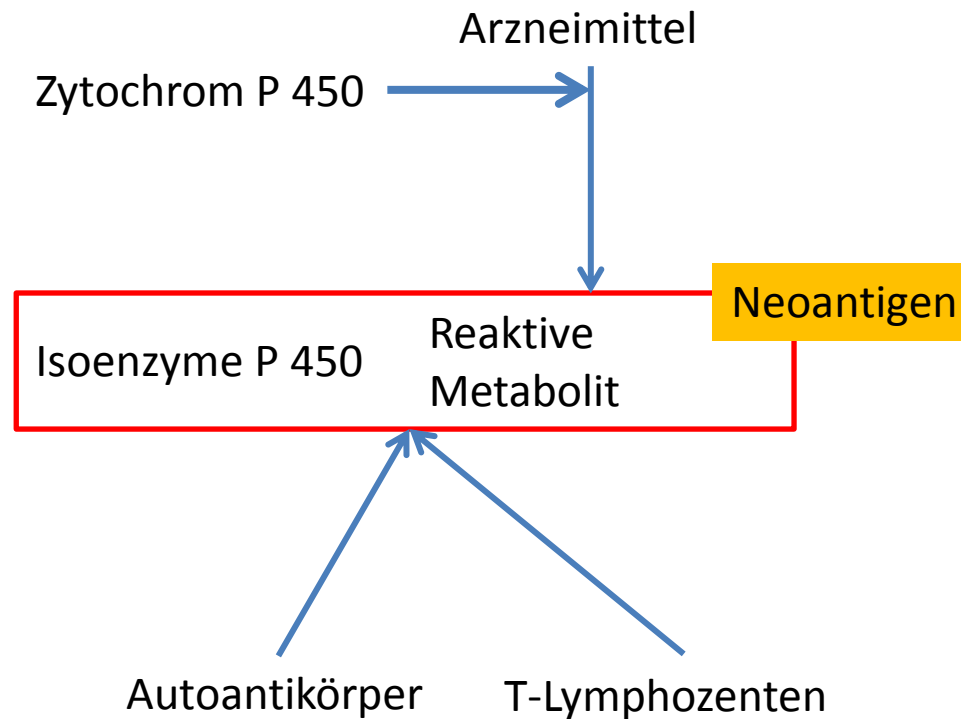 Arzneimittel
Zytochrom P 450
Neoantigen
Isoenzyme P 450
Reaktive
Metabolit
Autoantikörper
T-Lymphozenten